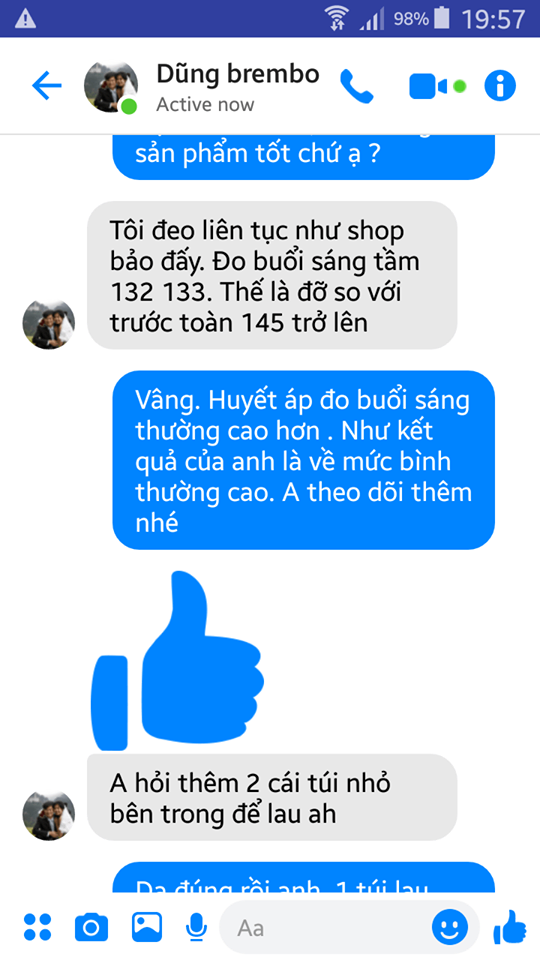 98% 19:57
Dũng brembo
Active now
sản phẩm tốt chứ ạ ?
Tôi đeo liên tục như shop
bảo đấy. Đo buổi sáng tầm
132 133. Thế là đỡ so với
trước toàn 145 trở lên
Vâng. Huyết áp đo buổi sáng
thường cao hơn . Như kết
quả của anh là về mức bình
thường cao. A theo dõi thêm
nhé
A hỏi thêm 2 cái túi nhỏ
bên trong để lau ah
Dạ đúng rồi anh. 1 túi lau
Aa